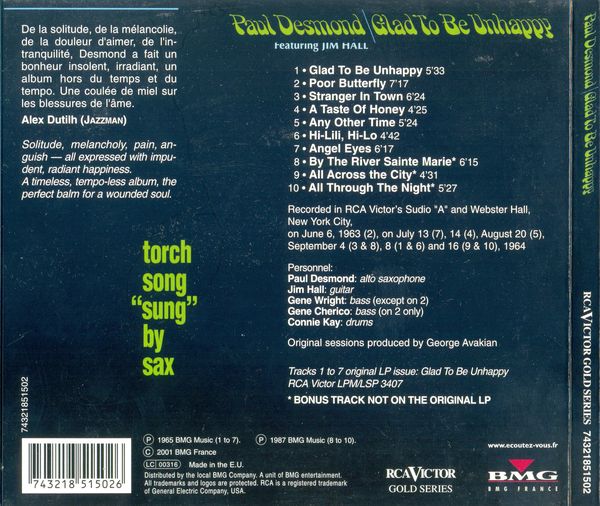 De la solitude, de la mélancolie,
de la douleur d'aimer, de l'in-
tranquilité, Desmond a fait un
bonheur insolent, irradiant, un
album hors du temps et du
tempo. Une coulée de miel sur
les blessures de l'âme.
Alex Dutilh (JAZZMAN)
Solitude, melancholy, pain, an-
guish — all expressed with impu-
dent, radiant happiness.
A timeless, tempo-less album, the
perfect balm for a wounded soul.
torch
song
"sung"
by
sax
Paul Desmond/Glad To Be Unhappy
Featuring JIM HALL
1 • Glad To Be Unhappy 5'33
2 • Poor Butterfly 7'17
3 • Stranger In Town 6'24
4 • A Taste Of Honey 4'25
5 • Any Other Time 5'24
6 • Hi-Lili, Hi-Lo 4'42
7 • Angel Eyes 6'17
8 • By The River Sainte Marie* 6'15
9 • All Across the City* 4'31
10 • All Through The Night* 5'27
Recorded in RCA Victor's Sudio "A" and Webster Hall,
New York City,
on June 6, 1963 (2), on July 13 (7), 14 (4), August 20 (5),
September 4 (3 & 8), 8 (1 & 6) and 16 (9 & 10), 1964
Personnel:
Paul Desmond: alto saxophone
Jim Hall: guitar
Gene Wright: bass (except on 2)
Gene Cherico: bass (on 2 only)
Connie Kay: drums
Original sessions produced by George Avakian
Tracks 1 to 7 original LP issue: Glad To Be Unhappy
RCA Victor LPM/LSP 3407
* BONUS TRACK NOT ON THE ORIGINAL LP
74321851502
7 43218 515026
Ⓟ 1965 BMG Music (1 to 7). Ⓟ 1987 BMG Music (8 to 10).
© 2001 BMG France
LC 00316 Made in the E.U.
Distributed by the local BMG Company. A unit of BMG entertainment.
All trademarks and logos are protected. RCA is a registered trademark
of General Electric Company, USA.
RCA VICTOR
GOLD SERIES
www.ecoutez-vous.fr
BMG
BMG FRANCE
Paul Desmond/Glad To Be Unhappy
RCA VICTOR GOLD SERIES 74321851502